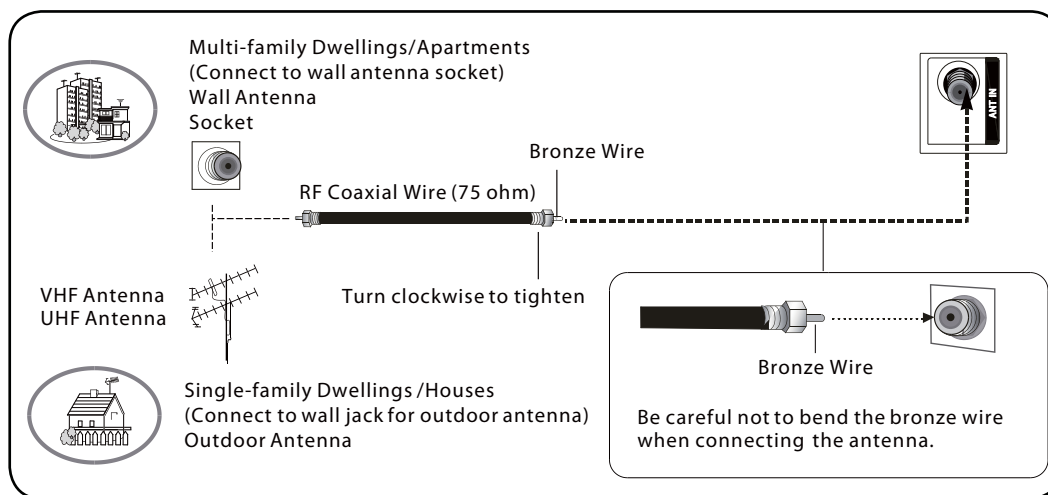 Multi-family Dwellings/Apartments
(Connect to wall antenna socket)
Wall Antenna
Socket
ANT IN
Bronze Wire
RF Coaxial Wire (75 ohm)
VHF Antenna
UHF Antenna
Turn clockwise to tighten
Bronze Wire
Single-family Dwellings /Houses
(Connect to wall jack for outdoor antenna)
Outdoor Antenna
Be careful not to bend the bronze wire
when connecting the antenna.